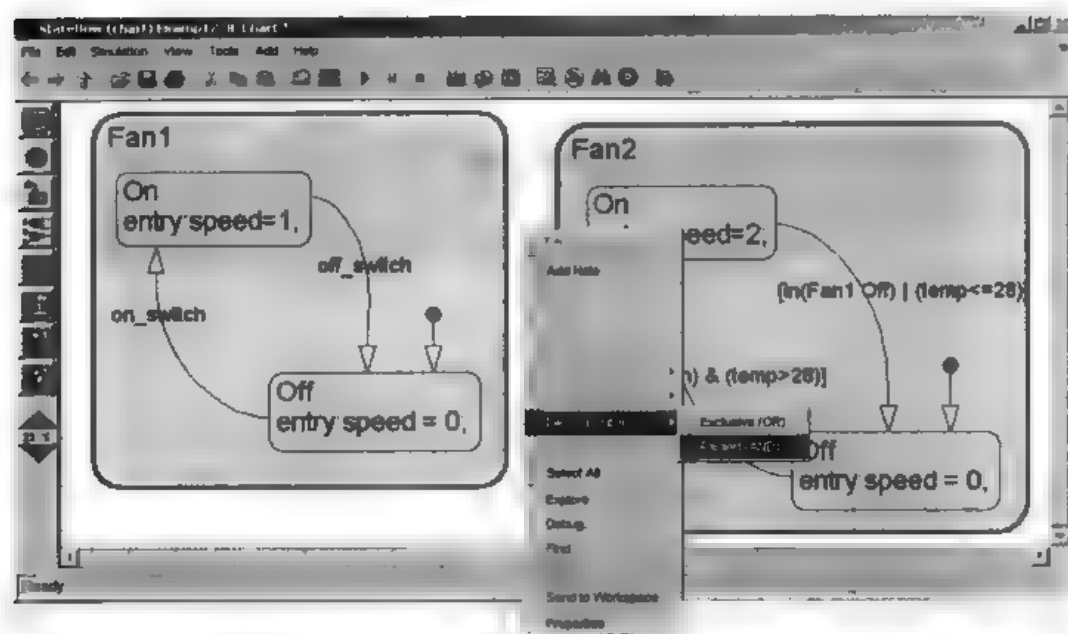 Stateflow (chart) Example
File Edit Simulation View Tools Add Help
Fan1
On
entry speed=1,
off_switch
on_switch
Off
entry speed = 0,
Fan2
On
eed=2,
[in(Fan1 Off) | (temp<=28)
n) & (temp>28)]
Off
entry speed = 0,
Add Note
Exclusive (OR)
Parallel (AND)
Select All
Explore
Debug.
Find
Send to Workspace
Properties
Ready